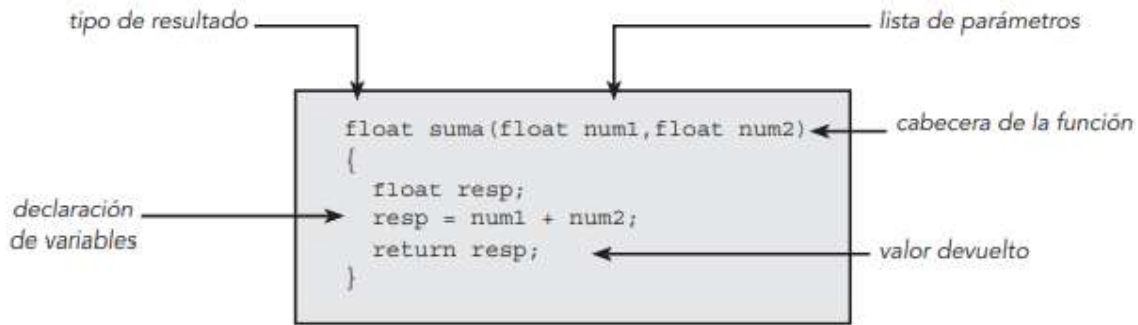 tipo de resultado
lista de parámetros
float suma(float num1,float num2)
cabecera de la función
{
float resp;
declaración
de variables
resp = num1 + num2;
return resp;
valor devuelto
}